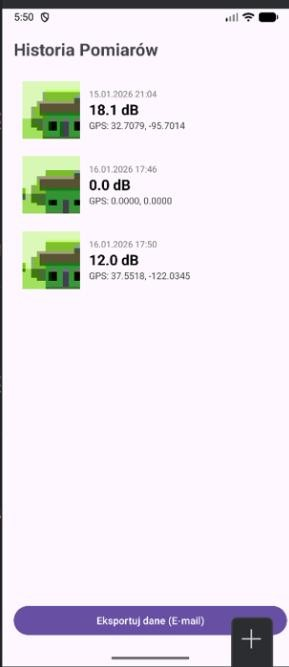 5:50
Historia Pomiarów
15.01.2026 21:04
18.1 dB
GPS: 32.7079, -95.7014
16.01.2026 17:46
0.0 dB
GPS: 0.0000, 0.0000
16.01.2026 17:50
12.0 dB
GPS: 37.5518, -122.0345
Eksportuj dane (E-mail)